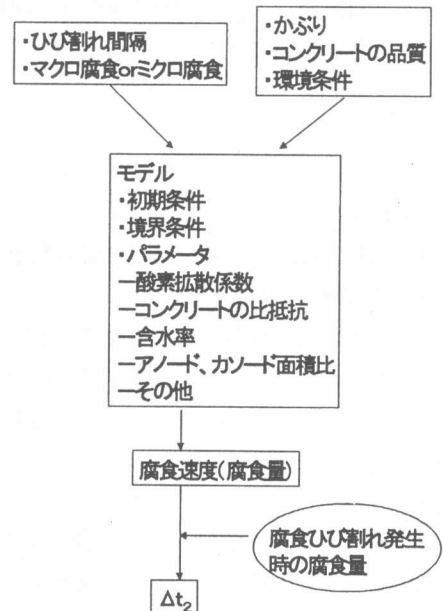 ・ひび割れ間隔
・マクロ腐食orミクロ腐食
・かぶり
・コンクリートの品質
・環境条件
モデル
・初期条件
・境界条件
・パラメータ
ー酸素拡散係数
ーコンクリートの比抵抗
ー含水率
ーアノード、カソード面積比
ーその他
腐食速度(腐食量)
腐食ひび割れ発生
時の腐食量
Δt₂